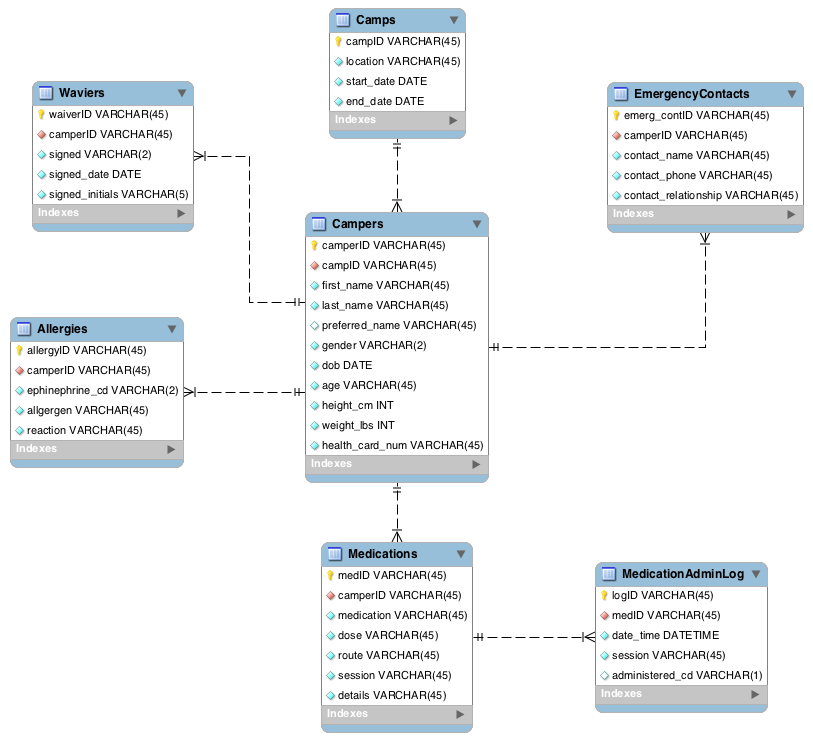 Camps
campID VARCHAR(45)
location VARCHAR(45)
start_date DATE
end_date DATE
Indexes
Waviers
waiverID VARCHAR(45)
camperID VARCHAR(45)
signed VARCHAR(2)
signed_date DATE
signed_initials VARCHAR(5)
Indexes
EmergencyContacts
emerg_contID VARCHAR(45)
camperID VARCHAR(45)
contact_name VARCHAR(45)
contact_phone VARCHAR(45)
contact_relationship VARCHAR(45)
Indexes
Campers
camperID VARCHAR(45)
campID VARCHAR(45)
first_name VARCHAR(45)
last_name VARCHAR(45)
preferred_name VARCHAR(45)
gender VARCHAR(2)
dob DATE
age VARCHAR(45)
height_cm INT
weight_lbs INT
health_card_num VARCHAR(45)
Indexes
Allergies
allergyID VARCHAR(45)
camperID VARCHAR(45)
ephinephrine_cd VARCHAR(2)
allgergen VARCHAR(45)
reaction VARCHAR(45)
Indexes
Medications
medID VARCHAR(45)
camperID VARCHAR(45)
medication VARCHAR(45)
dose VARCHAR(45)
route VARCHAR(45)
session VARCHAR(45)
details VARCHAR(45)
Indexes
MedicationAdminLog
logID VARCHAR(45)
medID VARCHAR(45)
date_time DATETIME
session VARCHAR(45)
administered_cd VARCHAR(1)
Indexes